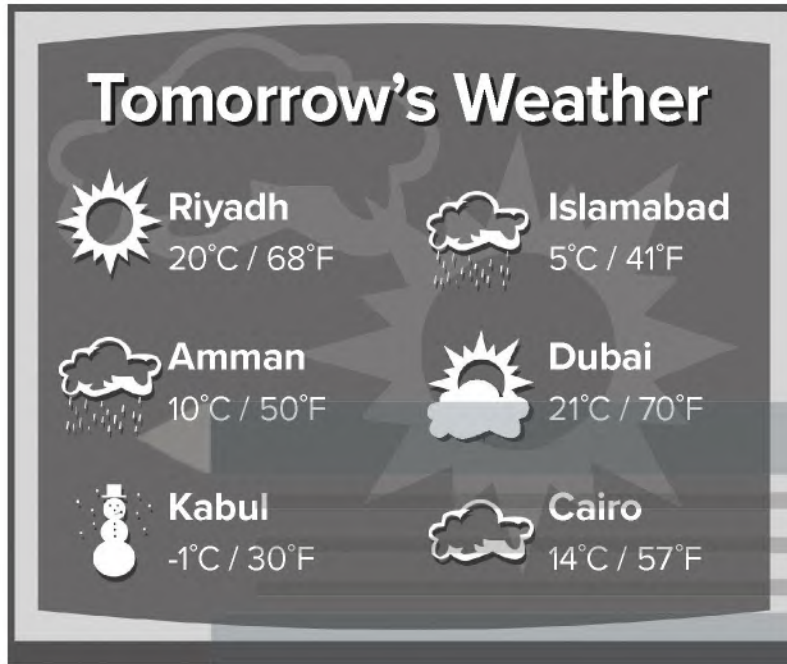 Tomorrow's Weather
Riyadh
20°C / 68°F
Islamabad
5°C / 41°F
Amman
10°C / 50°F
Dubai
21°C / 70°F
Kabul
-1°C / 30°F
Cairo
14°C / 57°F